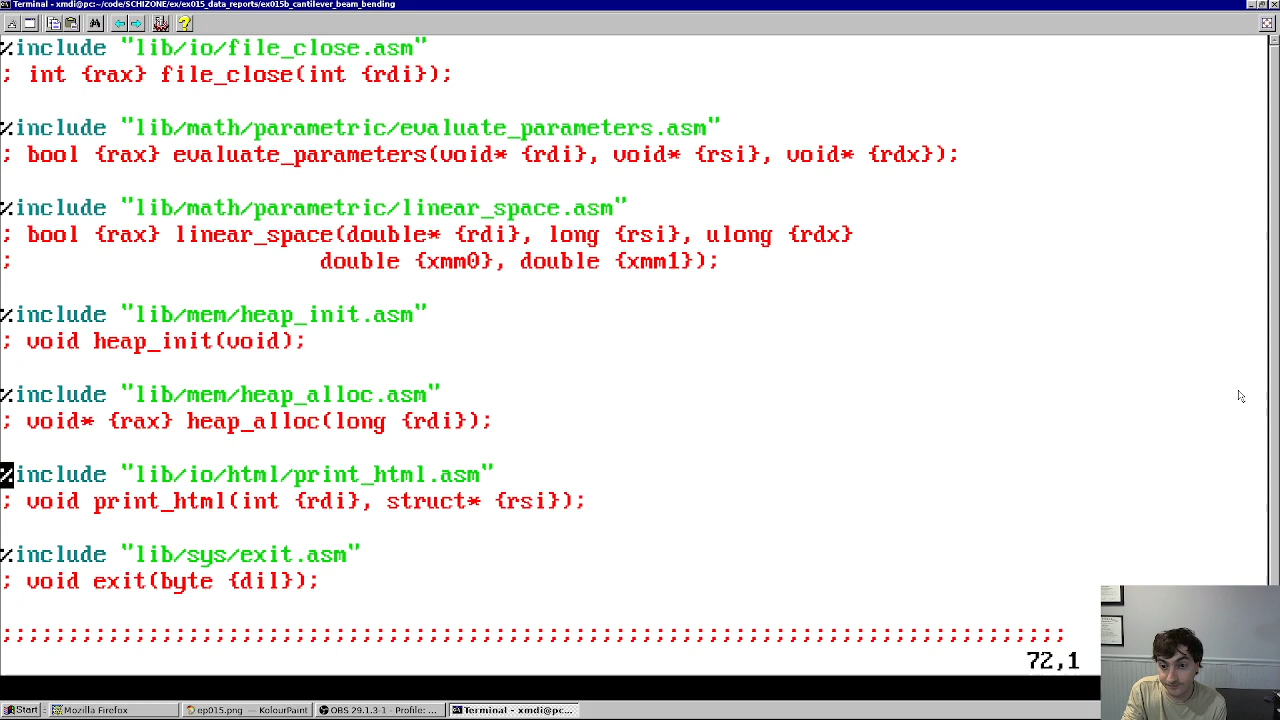 Terminal - xmdi@pc:~/code/SCHIZONE/ex/ex015_data_reports/ex015b_cantilever_beam_bending
%include "lib/io/file_close.asm"
; int {rax} file_close(int {rdi});
%include "lib/math/parametric/evaluate_parameters.asm"
; bool {rax} evaluate_parameters(void* {rdi}, void* {rsi}, void* {rdx});
%include "lib/math/parametric/linear_space.asm"
; bool {rax} linear_space(double* {rdi}, long {rsi}, ulong {rdx}
; double {xmm0}, double {xmm1});
%include "lib/mem/heap_init.asm"
; void heap_init(void);
%include "lib/mem/heap_alloc.asm"
; void* {rax} heap_alloc(long {rdi});
%include "lib/io/html/print_html.asm"
; void print_html(int {rdi}, struct* {rsi});
%include "lib/sys/exit.asm"
; void exit(byte {dil});
;;;;;;;;;;;;;;;;;;;;;;;;;;;;;;;;;;;;;;;;;;;;;;;;;;;;;;;;;;;;;;;;;;;;;;;;;;;;;;;;
72,1
Start Mozilla Firefox ep015.png — KolourPaint OBS 29.1.3-1 - Profile: ... Terminal - xmdi@pc:...